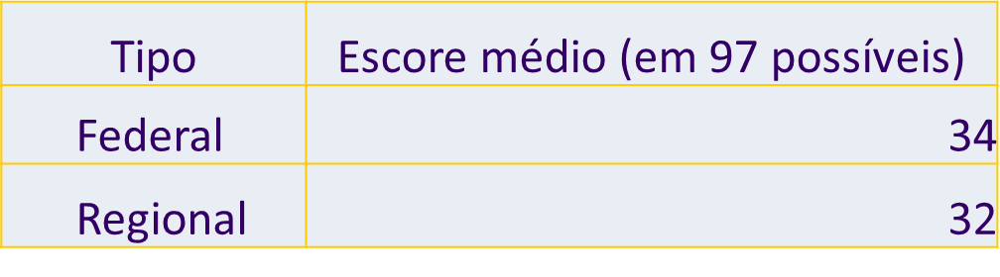 Tipo Escore médio (em 97 possíveis)
Federal 34
Regional 32